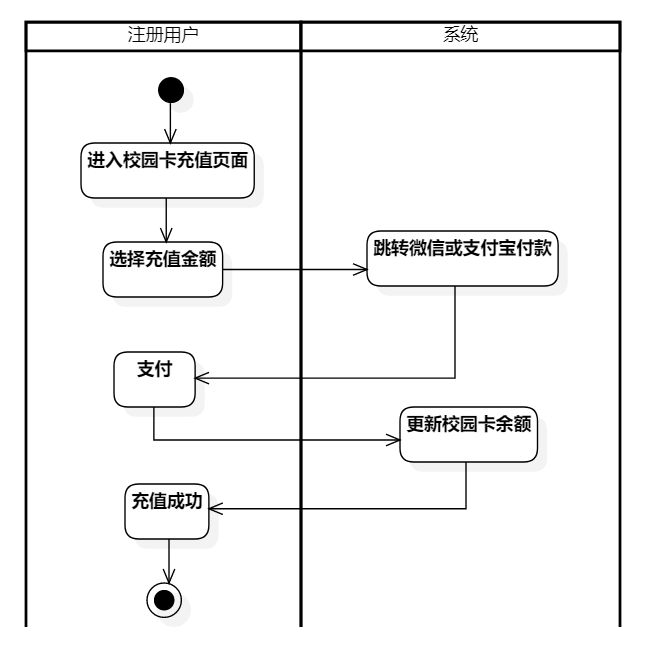 注册用户
系统
进入校园卡充值页面
选择充值金额
跳转微信或支付宝付款
支付
更新校园卡余额
充值成功